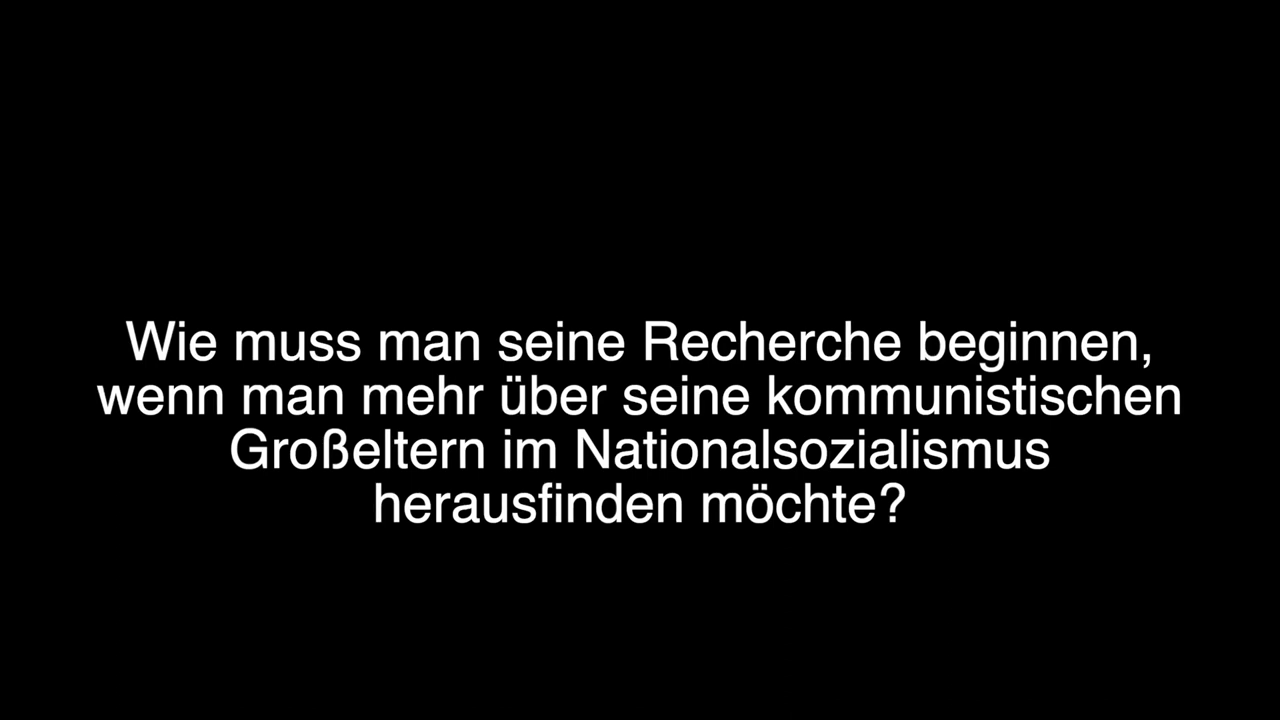 Wie muss man seine Recherche beginnen,
wenn man mehr über seine kommunistischen
Großeltern im Nationalsozialismus
herausfinden möchte?